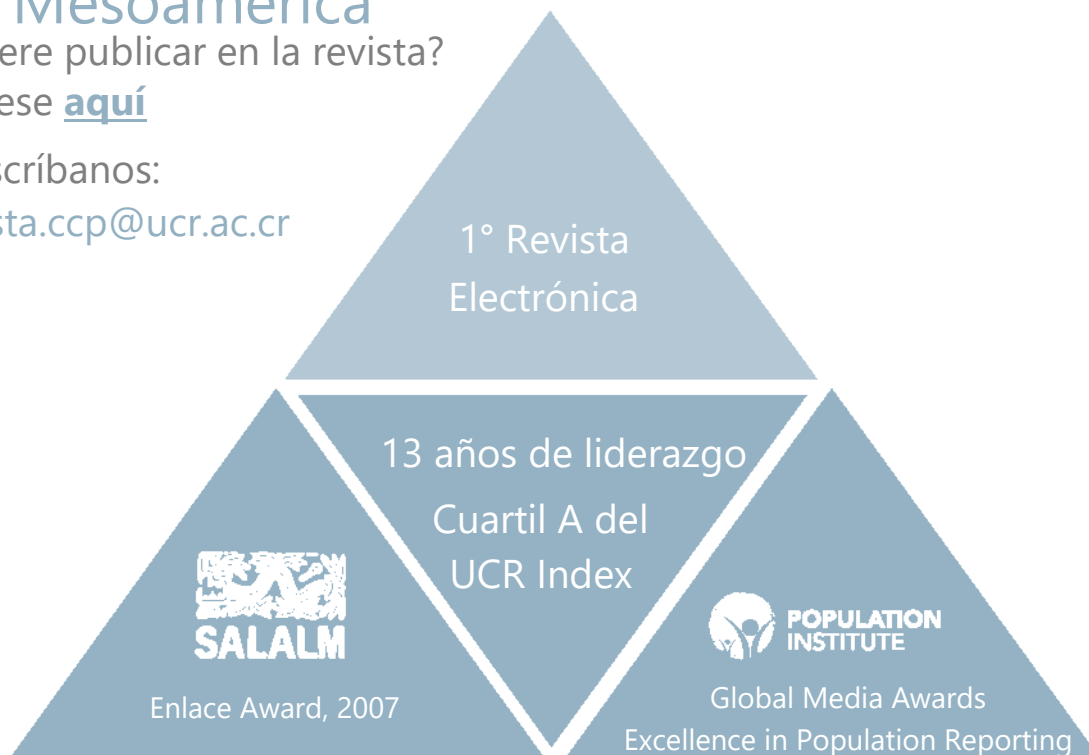 Mesoamérica
ere publicar en la revista?
ese aquí
scríbanos:
sta.ccp@ucr.ac.cr
1° Revista
Electrónica
13 años de liderazgo
Cuartil A del
UCR Index
SALALM
Enlace Award, 2007
POPULATION
INSTITUTE
Global Media Awards
Excellence in Population Reporting